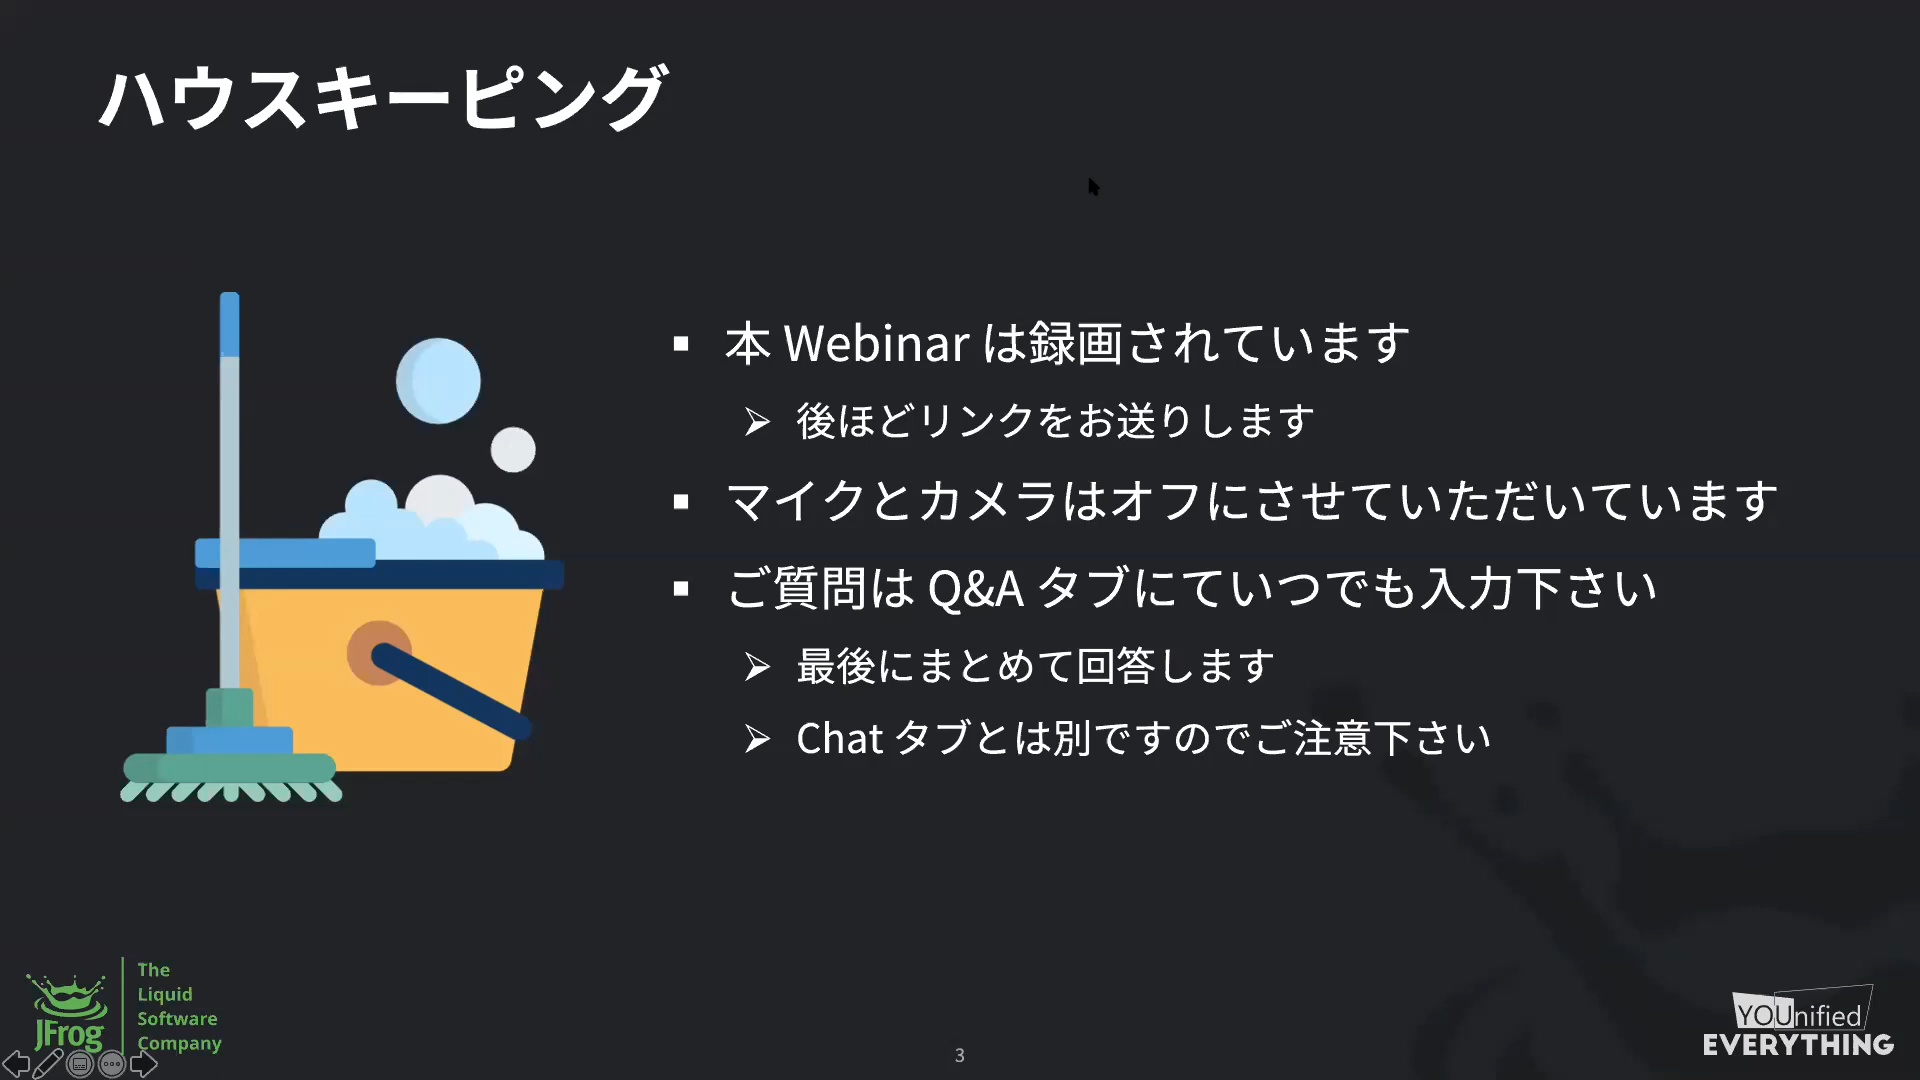 ハウスキーピング
本 Webinar は録画されています
後ほどリンクをお送りします
マイクとカメラはオフにさせていただいています
ご質問は Q&A タブにていつでも入力下さい
最後にまとめて回答します
Chat タブとは別ですのでご注意下さい
JFrog
The
Liquid
Software
Company
3
YOUnified
EVERYTHING